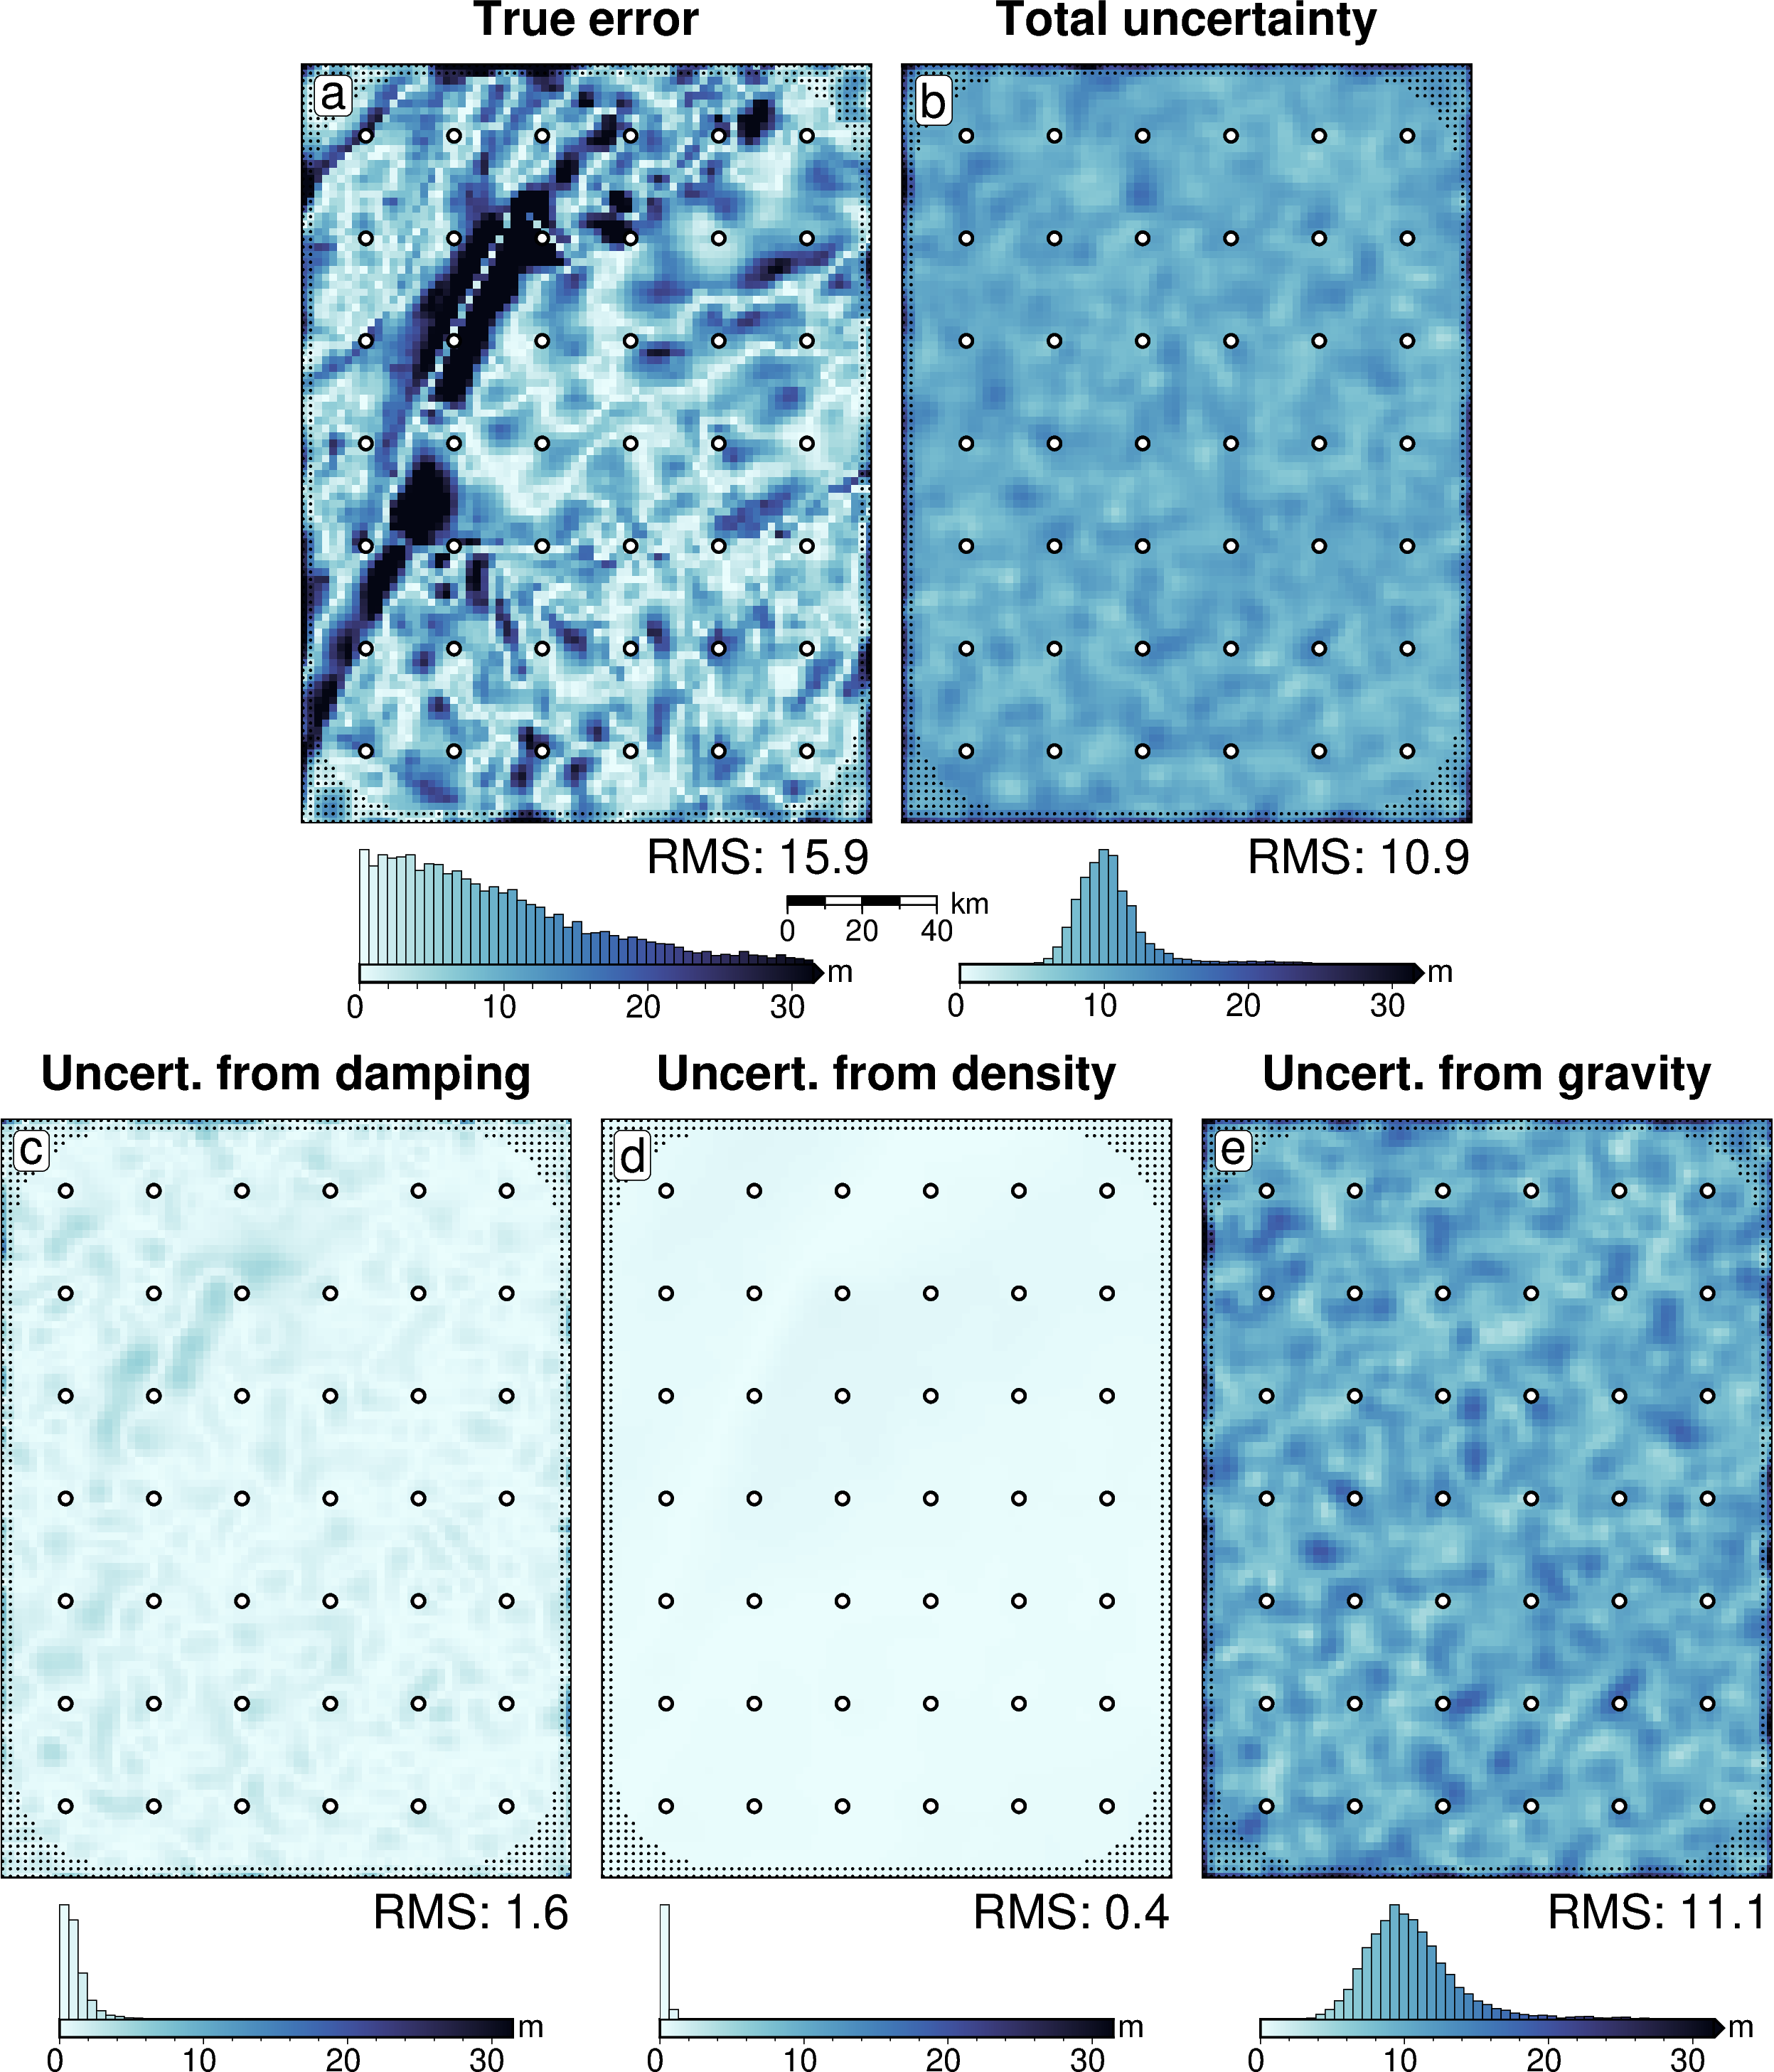 True error
Total uncertainty
a
b
RMS: 15.9
RMS: 10.9
km
0 20 40
m
0 10 20 30
m
0 10 20 30
Uncert. from damping
Uncert. from density
Uncert. from gravity
c
d
e
RMS: 1.6
RMS: 0.4
RMS: 11.1
m
0 10 20 30
m
0 10 20 30
m
0 10 20 30